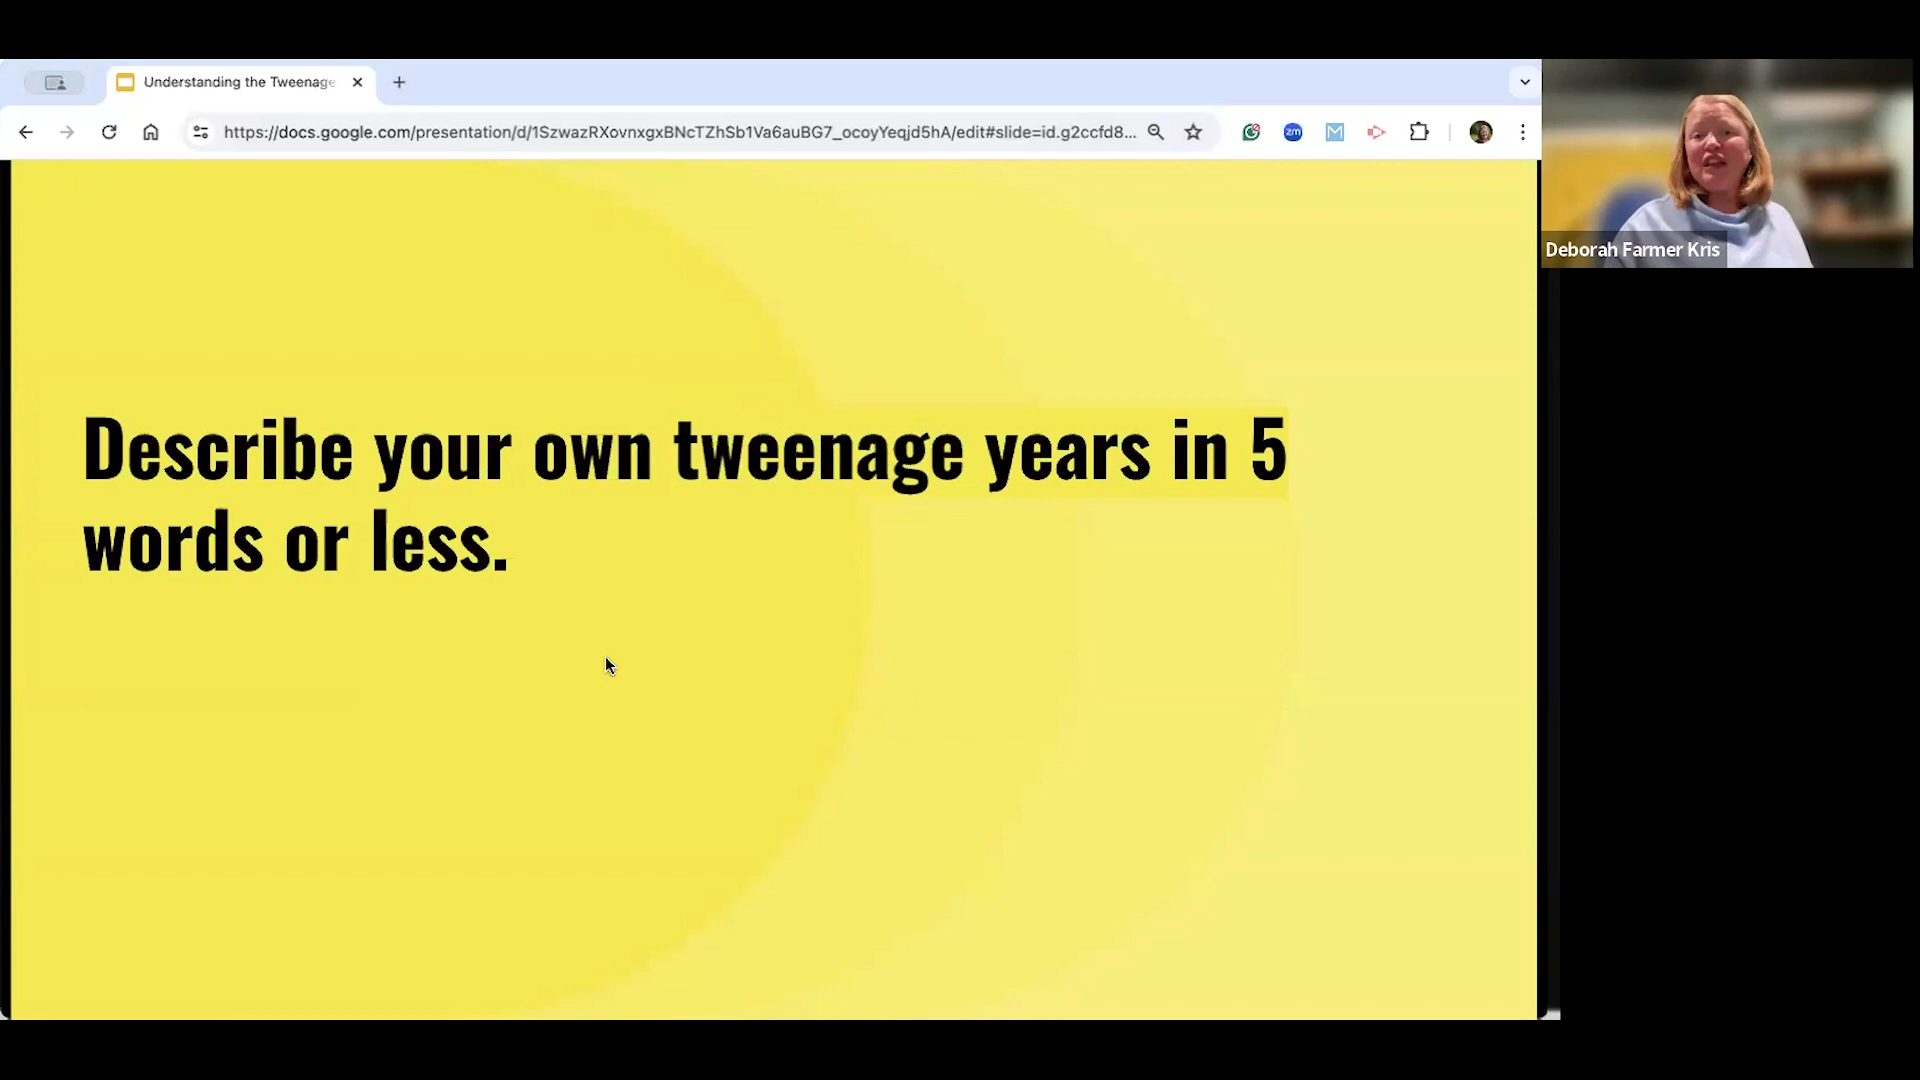 Understanding the Tweenage
https://docs.google.com/presentation/d/1SzwazRXovnxgxBNcTZhSb1Va6auBG7_ocoyYeqjd5hA/edit#slide=id.g2ccfd8...
zm
M
Deborah Farmer Kris
Describe your own tweenage years in 5
words or less.